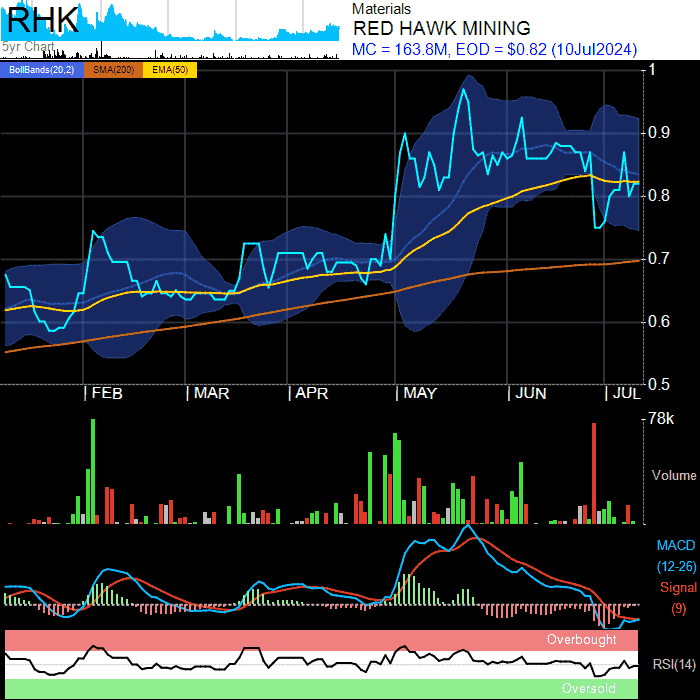 RHK
5yr Chart
Materials
RED HAWK MINING
MC = 163.8M, EOD = $0.82 (10Jul2024)
BollBands(20,2) SMA(200) EMA(50)
1
0.9
0.8
0.7
0.6
0.5
FEB MAR APR MAY JUN JUL
78k
Volume
MACD
(12-26)
Signal
(9)
Overbought
RSI(14)
Oversold